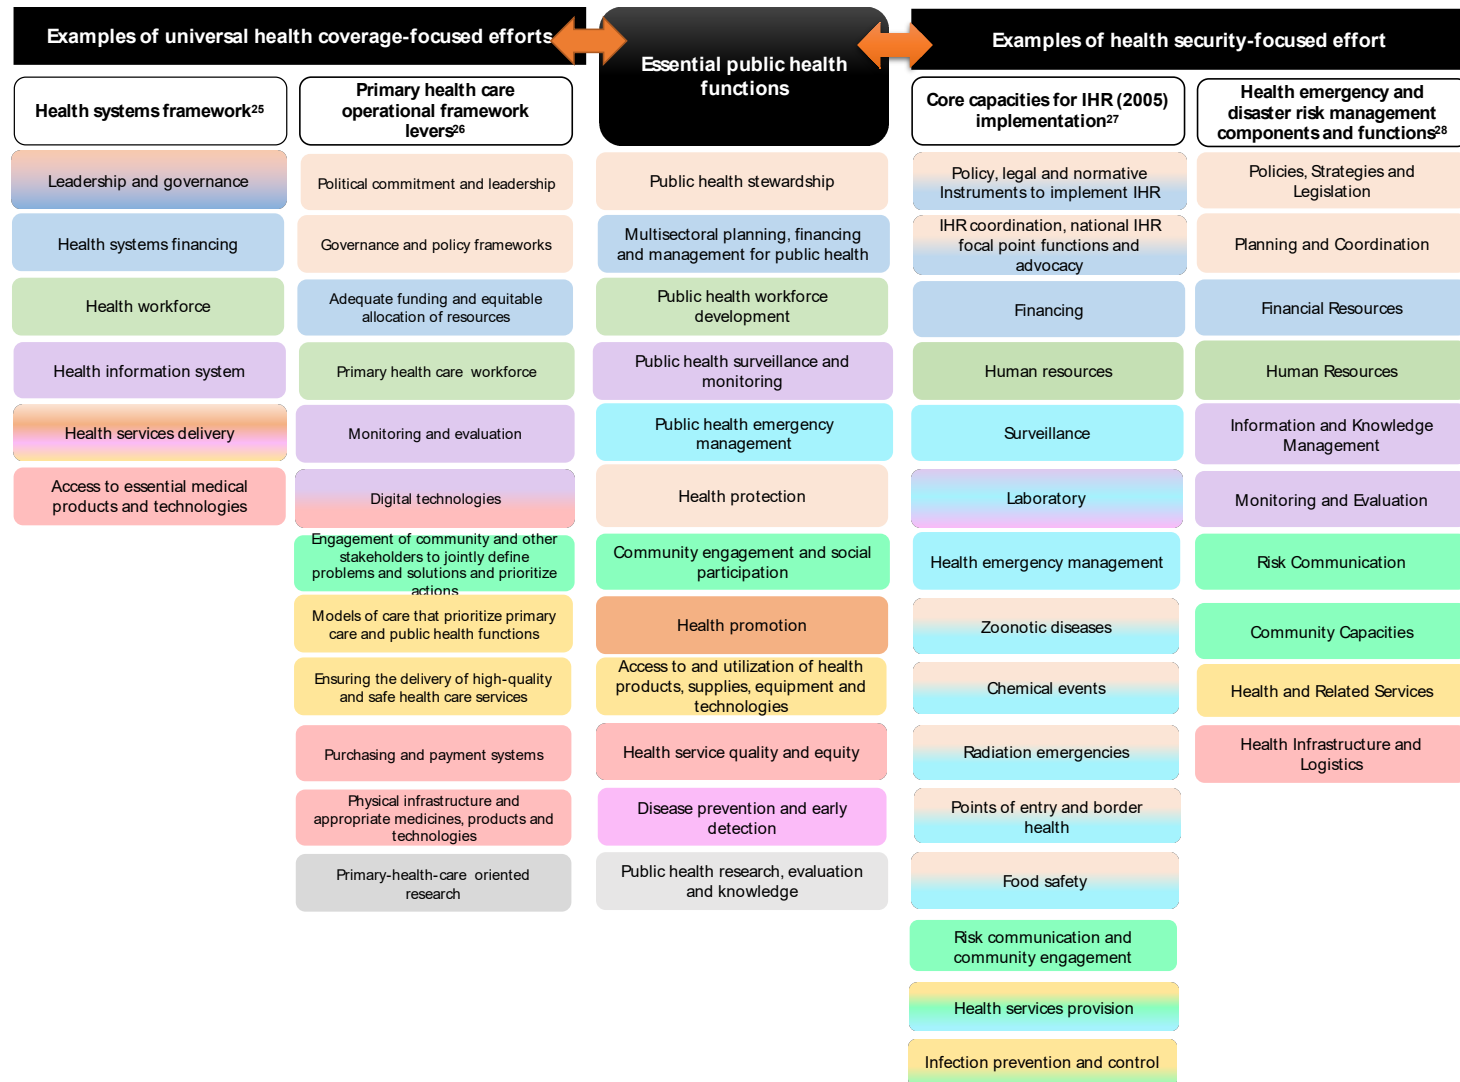 Examples of universal health coverage-focused efforts
Essential public health
functions
Examples of health security-focused effort
Health systems framework25
Primary health care
operational framework
levers26
Core capacities for IHR (2005)
implementation27
Health emergency and
disaster risk management
components and functions28
Leadership and governance
Health systems financing
Health workforce
Health information system
Health services delivery
Access to essential medical
products and technologies
Political commitment and leadership
Governance and policy frameworks
Adequate funding and equitable
allocation of resources
Primary health care workforce
Monitoring and evaluation
Digital technologies
Engagement of community and other
stakeholders to jointly define
problems and solutions and prioritize
actions
Models of care that prioritize primary
care and public health functions
Ensuring the delivery of high-quality
and safe health care services
Purchasing and payment systems
Physical infrastructure and
appropriate medicines, products and
technologies
Primary-health-care oriented
research
Public health stewardship
Multisectoral planning, financing
and management for public health
Public health workforce
development
Public health surveillance and
monitoring
Public health emergency
management
Health protection
Community engagement and social
participation
Health promotion
Access to and utilization of health
products, supplies, equipment and
technologies
Health service quality and equity
Disease prevention and early
detection
Public health research, evaluation
and knowledge
Policy, legal and normative
Instruments to implement IHR
IHR coordination, national IHR
focal point functions and
advocacy
Financing
Human resources
Surveillance
Laboratory
Health emergency management
Zoonotic diseases
Chemical events
Radiation emergencies
Points of entry and border
health
Food safety
Risk communication and
community engagement
Health services provision
Infection prevention and control
Policies, Strategies and
Legislation
Planning and Coordination
Financial Resources
Human Resources
Information and Knowledge
Management
Monitoring and Evaluation
Risk Communication
Community Capacities
Health and Related Services
Health Infrastructure and
Logistics